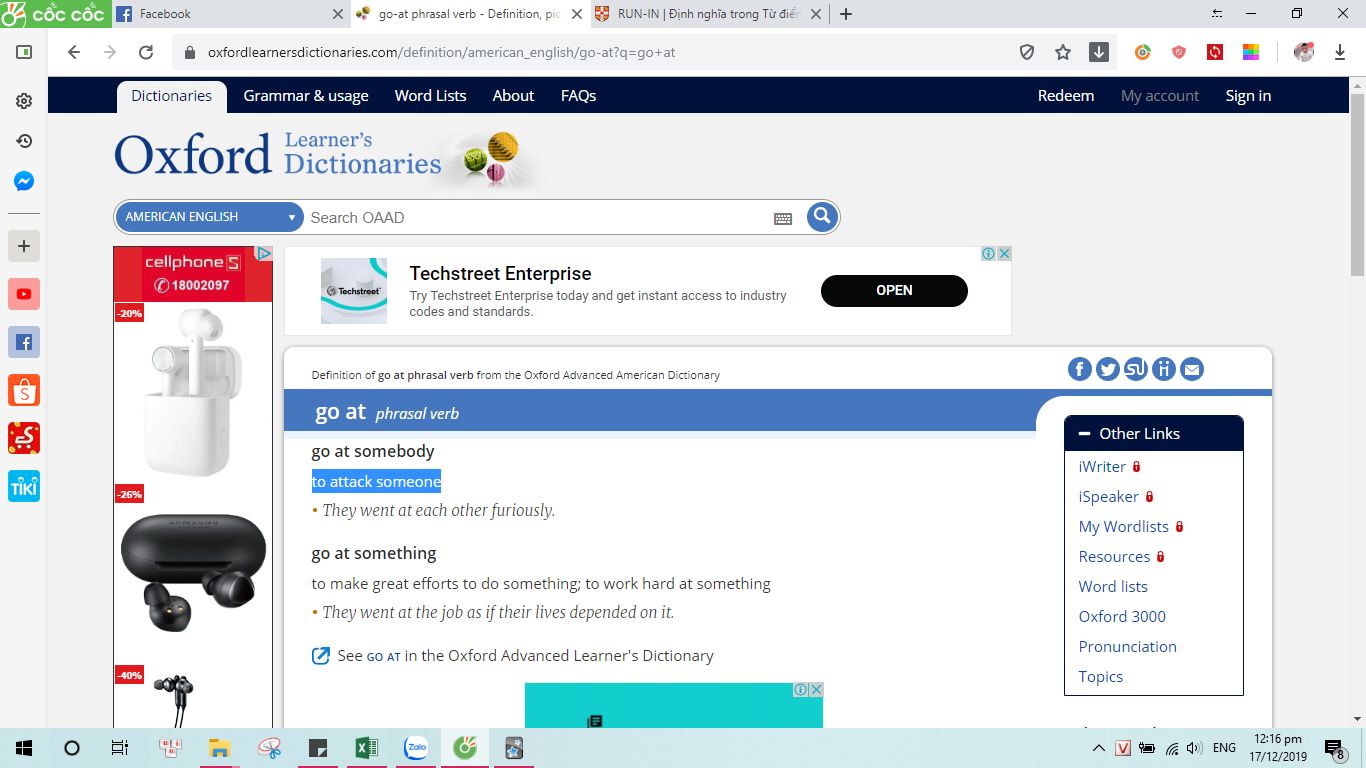 cốc cốc
Facebook
go-at phrasal verb - Definition, pic
RUN-IN | Định nghĩa trong Từ điển
oxfordlearnersdictionaries.com/definition/american_english/go-at?q=go+at
Dictionaries Grammar & usage Word Lists About FAQs Redeem My account Sign in
Oxford Learner's Dictionaries
AMERICAN ENGLISH Search OAAD
cellphoneS
18002097
-20%
SAMSUNG
-26%
-40%
Techstreet
Techstreet Enterprise
Try Techstreet Enterprise today and get instant access to industry
codes and standards.
OPEN
Definition of go at phrasal verb from the Oxford Advanced American Dictionary
go at phrasal verb
go at somebody
to attack someone
• They went at each other furiously.
go at something
to make great efforts to do something; to work hard at something
• They went at the job as if their lives depended on it.
See GO AT in the Oxford Advanced Learner's Dictionary
Other Links
iWriter
iSpeaker
My Wordlists
Resources
Word lists
Oxford 3000
Pronunciation
Topics
TIKI
Zalo
V
ENG
12:16 pm
17/12/2019
8